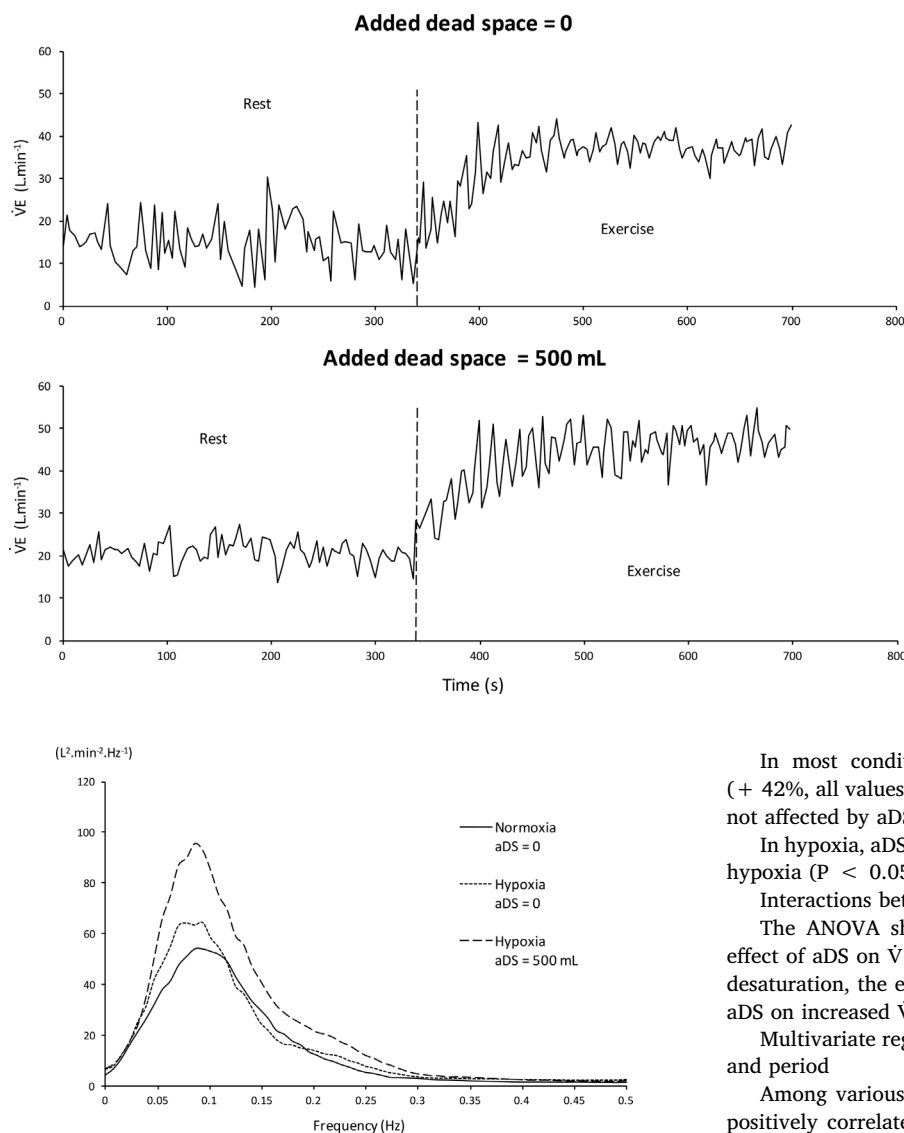 Added dead space = 0
60
50
40
30
20
10
0
V̇E (L.min⁻¹)
Rest
Exercise
0 100 200 300 400 500 600 700 800
Added dead space = 500 mL
60
50
40
30
20
10
0
V̇E (L.min⁻¹)
Rest
Exercise
0 100 200 300 400 500 600 700 800
Time (s)
(L².min⁻².Hz⁻¹)
120
100
80
60
40
20
0
Normoxia
aDS = 0
Hypoxia
aDS = 0
Hypoxia
aDS = 500 mL
0 0.05 0.1 0.15 0.2 0.25 0.3 0.35 0.4 0.45 0.5
Frequency (Hz)
In most condit
(+ 42%, all values
not affected by aDS
In hypoxia, aDS
hypoxia (P < 0.05
Interactions bet
The ANOVA sh
effect of aDS on V̇
desaturation, the e
aDS on increased V̇
Multivariate reg
and period
Among various
positively correlate